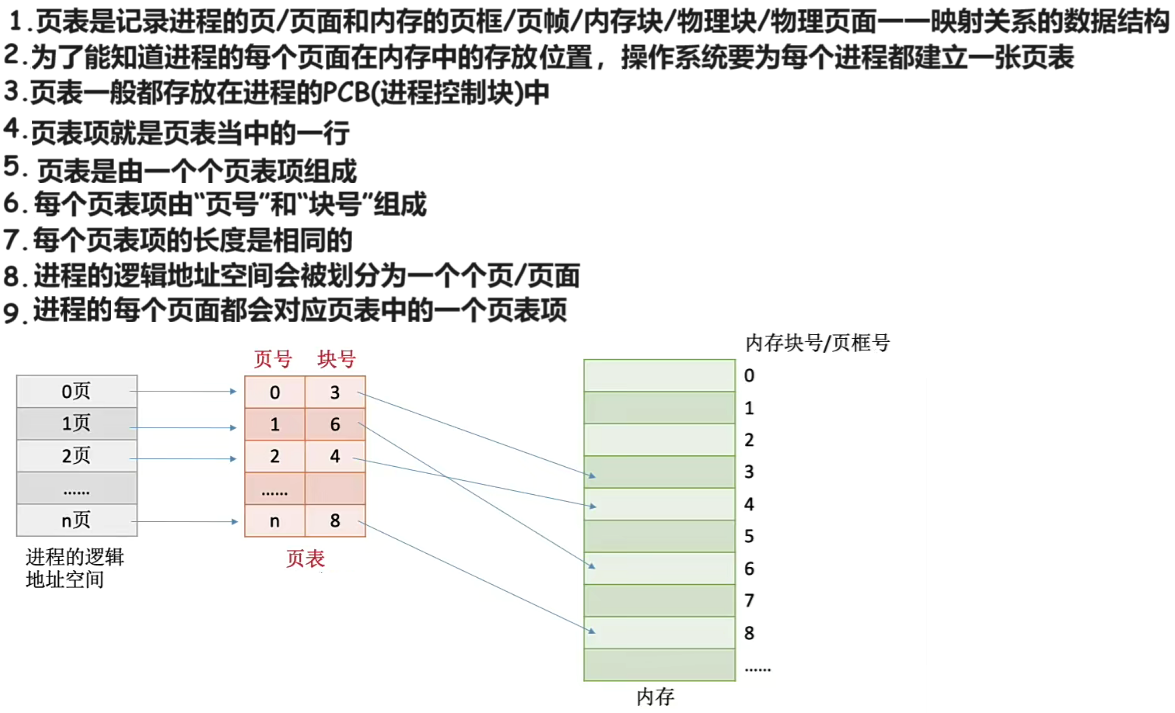 1.页表是记录进程的页/页面和内存的页框/页帧/内存块/物理块/物理页面一一映射关系的数据结构
2.为了能知道进程的每个页面在内存中的存放位置，操作系统要为每个进程都建立一张页表
3.页表一般都存放在进程的PCB(进程控制块)中
4.页表项就是页表当中的一行
5.页表是由一个个页表项组成
6.每个页表项由“页号”和“块号”组成
7.每个页表项的长度是相同的
8.进程的逻辑地址空间会被划分为一个个页/页面
9.进程的每个页面都会对应页表中的一个页表项
0页
1页
2页
……
n页
进程的逻辑
地址空间
页号 块号
0 3
1 6
2 4
……
n 8
页表
内存块号/页框号
0
1
2
3
4
5
6
7
8
……
内存